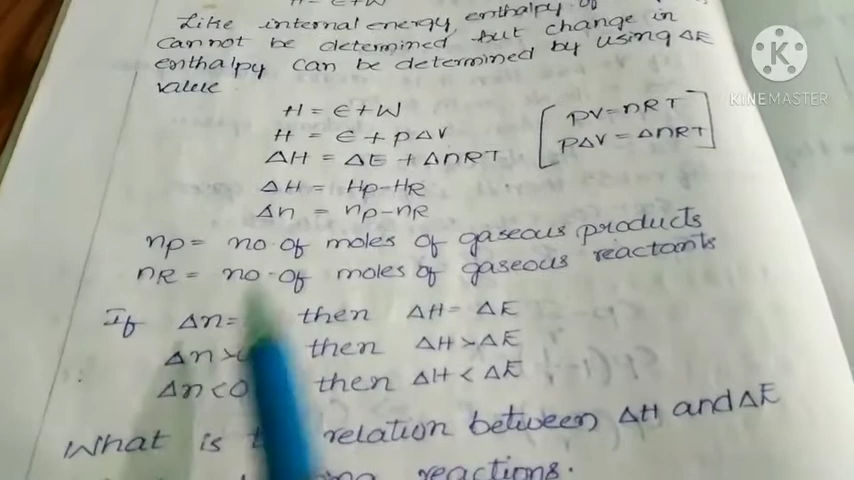 H = E+W
Like internal energy enthalpy of
cannot be determined, but change in
enthalpy can be determined by using ΔE
value
H = E+W
H = E + PΔV
ΔH = ΔE + ΔnRT
PV=nRT
PΔV = ΔnRT
ΔH = HP-HR
Δn = nP-nR
nP = no. of moles of gaseous products
nR = no. of moles of gaseous reactants
If Δn= then ΔH = ΔE
Δn> then ΔH > ΔE
Δn<0 then ΔH < ΔE
What is relation between ΔH and ΔE
reactions.
KINEMASTER